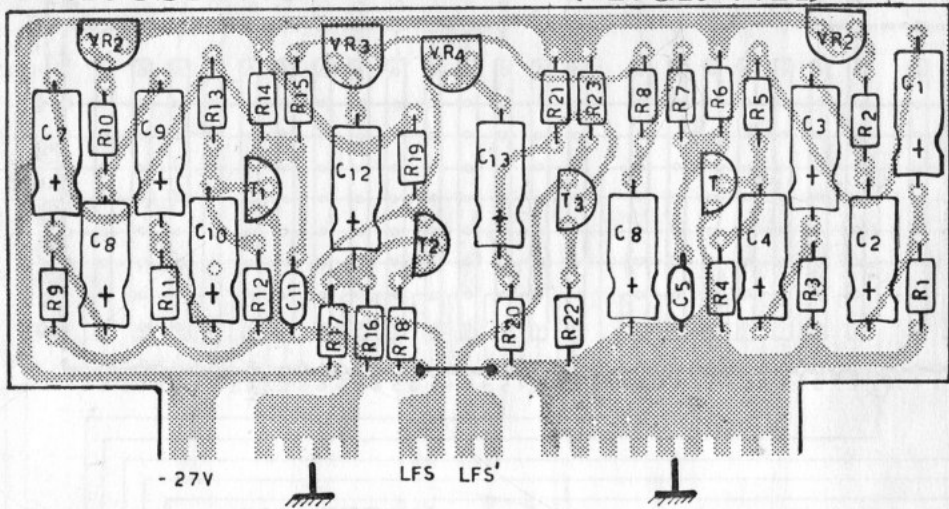 VR2 VR3 VR4 VR2
C7 R10 C9 R13 R14 R15 C12 R19 C13 R21 R23 R8 R7 R6 R5 C3 R2 C1
T1 T3 T
C8 C10 T2 C8 C4 C2
R9 R11 R12 C11 R17 R16 R18 R20 R22 C5 R4 R3 R1
-27V LFS LFS'